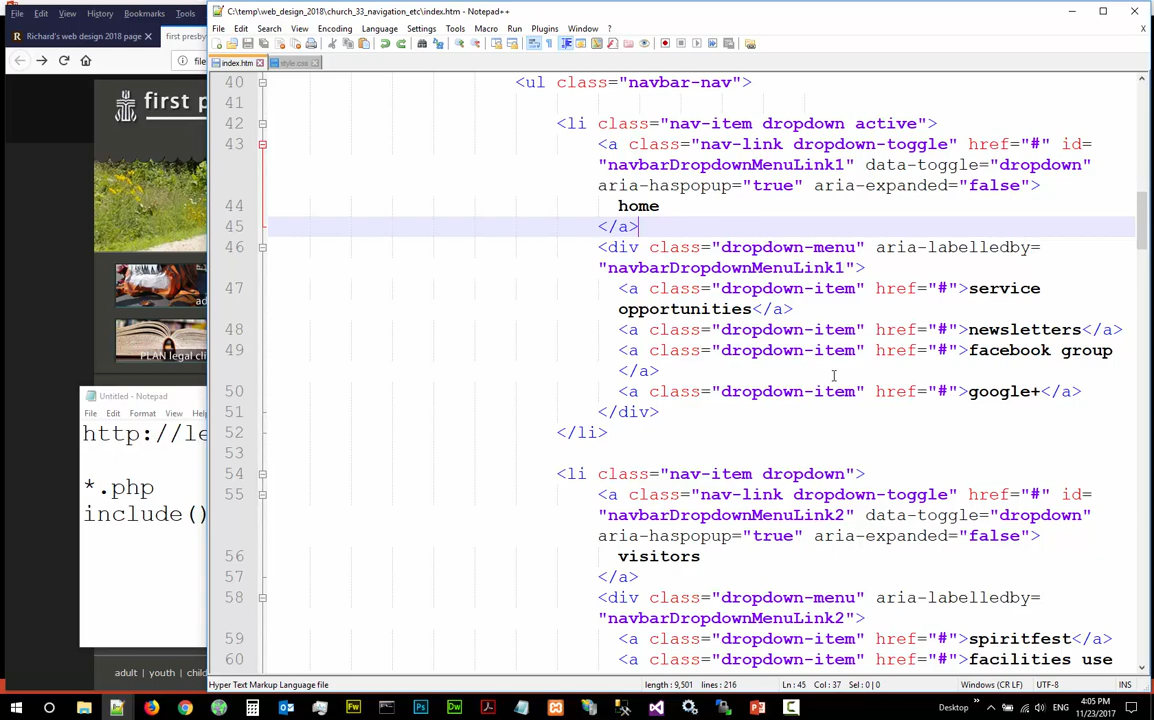 C:\temp\web_design_2018\church_33_navigation_etc\index.htm - Notepad++
File Edit View History Bookmarks Tools
File Edit Search View Encoding Language Settings Tools Macro Run Plugins Window ? X
Richard's web design 2018 page
first presby
index.htm
style.css
first p
40 <ul class="navbar-nav">
41
42 <li class="nav-item dropdown active">
43 <a class="nav-link dropdown-toggle" href="#" id=
"navbarDropdownMenuLink1" data-toggle="dropdown"
aria-haspopup="true" aria-expanded="false">
44 home
45 </a>
46 <div class="dropdown-menu" aria-labelledby=
"navbarDropdownMenuLink1">
47 <a class="dropdown-item" href="#">service
opportunities</a>
48 <a class="dropdown-item" href="#">newsletters</a>
49 <a class="dropdown-item" href="#">facebook group
</a>
50 <a class="dropdown-item" href="#">google+</a>
51 </div>
52 </li>
53
54 <li class="nav-item dropdown">
55 <a class="nav-link dropdown-toggle" href="#" id=
"navbarDropdownMenuLink2" data-toggle="dropdown"
aria-haspopup="true" aria-expanded="false">
56 visitors
57 </a>
58 <div class="dropdown-menu" aria-labelledby=
"navbarDropdownMenuLink2">
59 <a class="dropdown-item" href="#">spiritfest</a>
60 <a class="dropdown-item" href="#">facilities use
ad
PLAN legal cli
Untitled - Notepad
File Edit Format View Help
http://le
*.php
include()
adult | youth | child
Hyper Text Markup Language file length : 9,501 lines : 216 Ln : 45 Col : 37 Sel : 0 | 0 Windows (CR LF) UTF-8 INS
Desktop
ENG
4:05 PM
11/23/2017